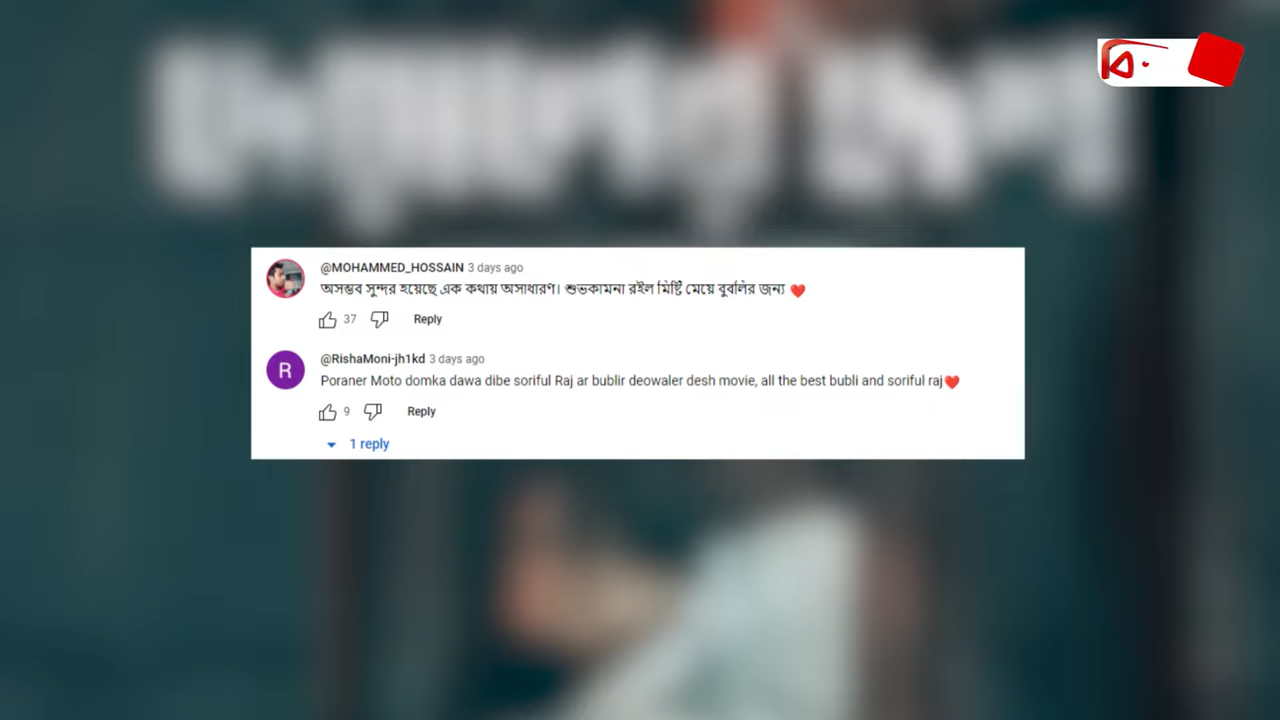 @MOHAMMED_HOSSAIN 3 days ago
অসম্ভব সুন্দর হয়েছে এক কথায় অসাধারণ। শুভকামনা রইল মিষ্টি মেয়ে বুবলির জন্য ❤️
37 Reply
R
@RishaMoni-jh1kd 3 days ago
Poraner Moto domka dawa dibe soriful Raj ar bublir deowaler desh movie, all the best bubli and soriful raj❤️
9 Reply
1 reply